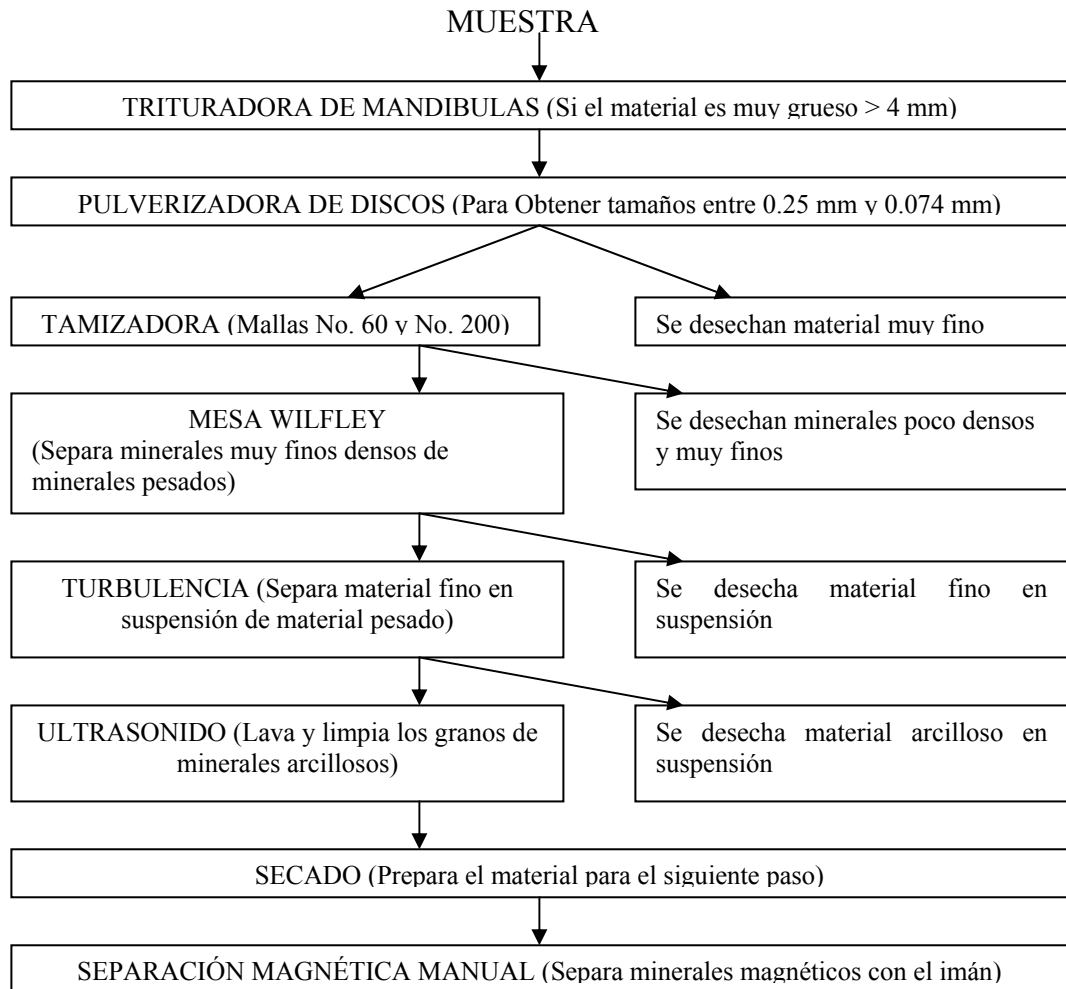 MUESTRA
TRITURADORA DE MANDIBULAS (Si el material es muy grueso > 4 mm)
PULVERIZADORA DE DISCOS (Para Obtener tamaños entre 0.25 mm y 0.074 mm)
TAMIZADORA (Mallas No. 60 y No. 200)
Se desechan material muy fino
MESA WILFLEY
(Separa minerales muy finos densos de
minerales pesados)
Se desechan minerales poco densos
y muy finos
TURBULENCIA (Separa material fino en
suspensión de material pesado)
Se desecha material fino en
suspensión
ULTRASONIDO (Lava y limpia los granos de
minerales arcillosos)
Se desecha material arcilloso en
suspensión
SECADO (Prepara el material para el siguiente paso)
SEPARACIÓN MAGNÉTICA MANUAL (Separa minerales magnéticos con el imán)